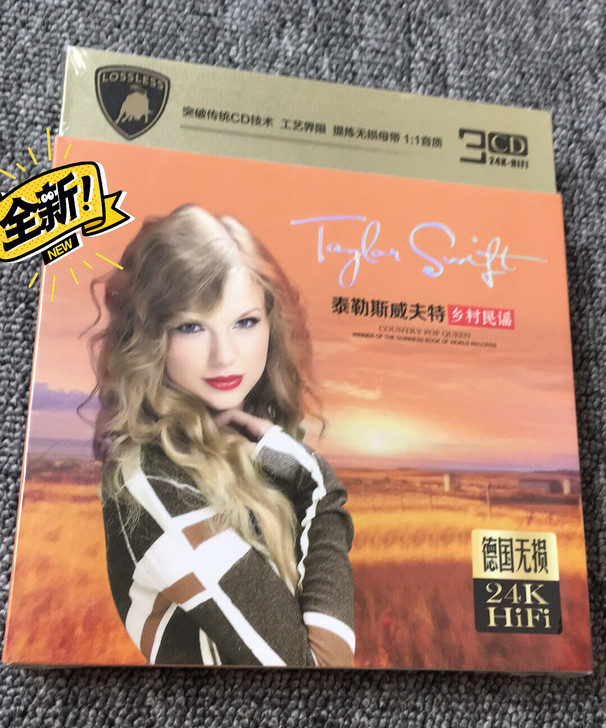 LOSSLESS
突破传统CD技术 工艺界限 提炼无损母带 1:1音质
3CD
24K-HiFi
全新!
NEW
Taylor Swift
泰勒斯威夫特 乡村民谣
COUNTRY POP QUEEN
WINNER OF THE GUINNESS BOOK OF WORLD RECORDS
德国无损
24K
HiFi